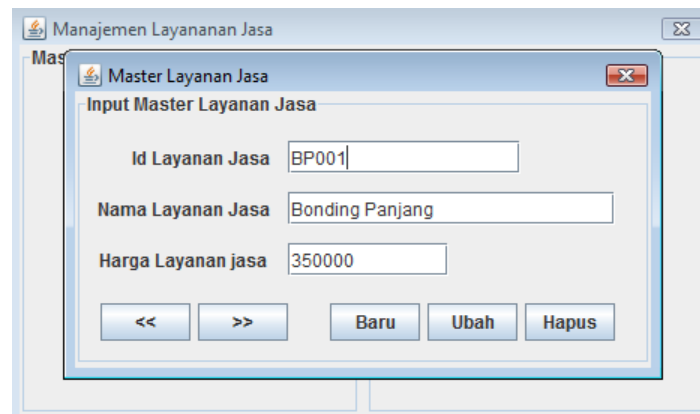 Manajemen Layananan Jasa
Mas
Master Layanan Jasa
Input Master Layanan Jasa
Id Layanan Jasa BP001
Nama Layanan Jasa Bonding Panjang
Harga Layanan jasa 350000
<< >> Baru Ubah Hapus